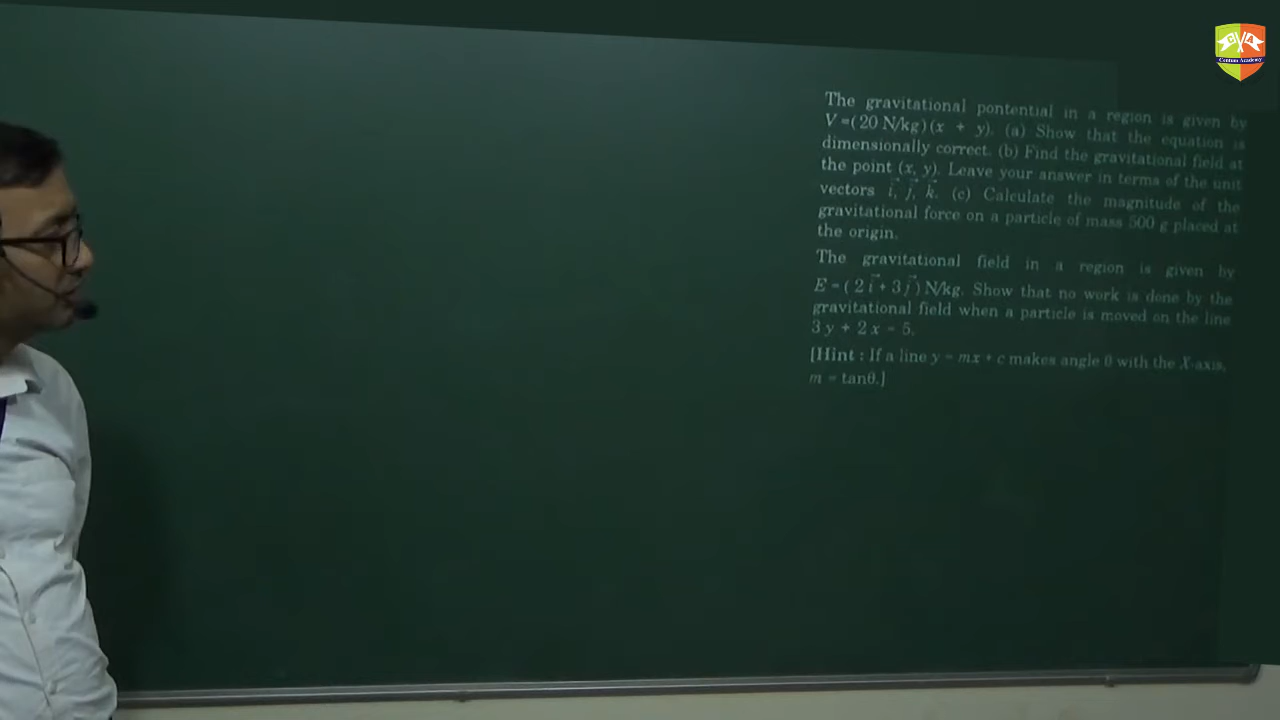 C A
Centum Academy
The gravitational pontential in a region is given by
V =(20 N/kg)(x + y). (a) Show that the equation is
dimensionally correct. (b) Find the gravitational field at
the point (x, y). Leave your answer in terms of the unit
vectors i⃗, j⃗, k⃗. (c) Calculate the magnitude of the
gravitational force on a particle of mass 500 g placed at
the origin.
The gravitational field in a region is given by
E = ( 2 i⃗ + 3 j⃗ ) N/kg. Show that no work is done by the
gravitational field when a particle is moved on the line
3 y + 2 x = 5.
[Hint : If a line y = mx + c makes angle θ with the X-axis,
m = tanθ.]